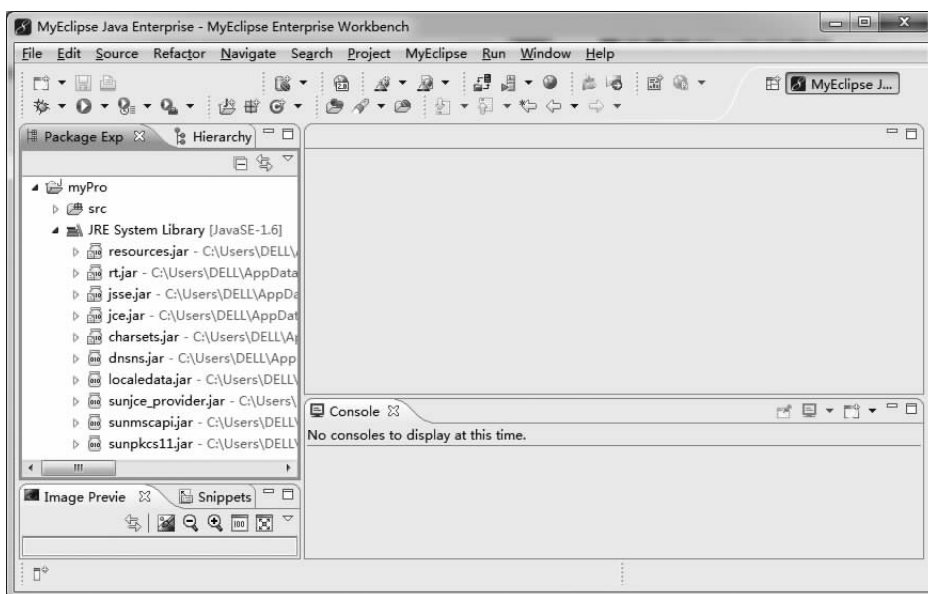 MyEclipse Java Enterprise - MyEclipse Enterprise Workbench
File Edit Source Refactor Navigate Search Project MyEclipse Run Window Help
MyEclipse J...
Package Exp Hierarchy
myPro
src
JRE System Library [JavaSE-1.6]
resources.jar - C:\Users\DELL\
rt.jar - C:\Users\DELL\AppData
jsse.jar - C:\Users\DELL\AppDa
jce.jar - C:\Users\DELL\AppDat
charsets.jar - C:\Users\DELL\Ap
dnsns.jar - C:\Users\DELL\App
localedata.jar - C:\Users\DELL\
sunjce_provider.jar - C:\Users\
sunmscapi.jar - C:\Users\DELL\
sunpkcs11.jar - C:\Users\DELL\
Console
No consoles to display at this time.
Image Previe Snippets